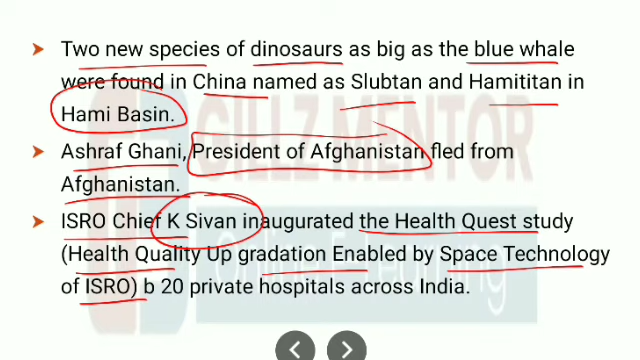 Two new species of dinosaurs as big as the blue whale
were found in China named as Slubtan and Hamititan in
Hami Basin.
Ashraf Ghani, President of Afghanistan fled from
Afghanistan.
ISRO Chief K Sivan inaugurated the Health Quest study
(Health Quality Up gradation Enabled by Space Technology
of ISRO) b 20 private hospitals across India.
GILLZ MENTOR